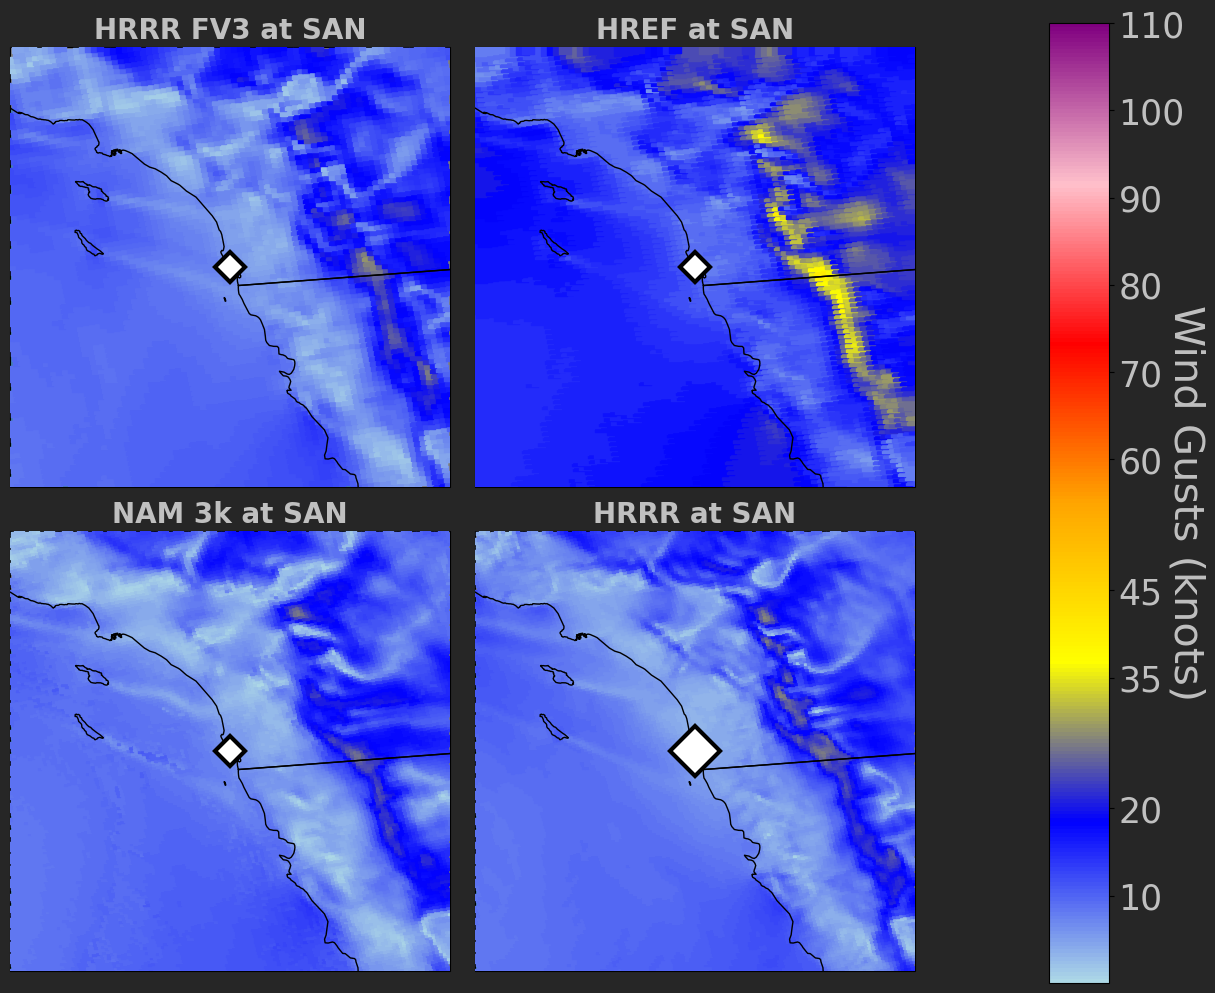 HRRR FV3 at SAN
HREF at SAN
NAM 3k at SAN
HRRR at SAN
110
100
90
80
70
60
45
35
20
10
Wind Gusts (knots)